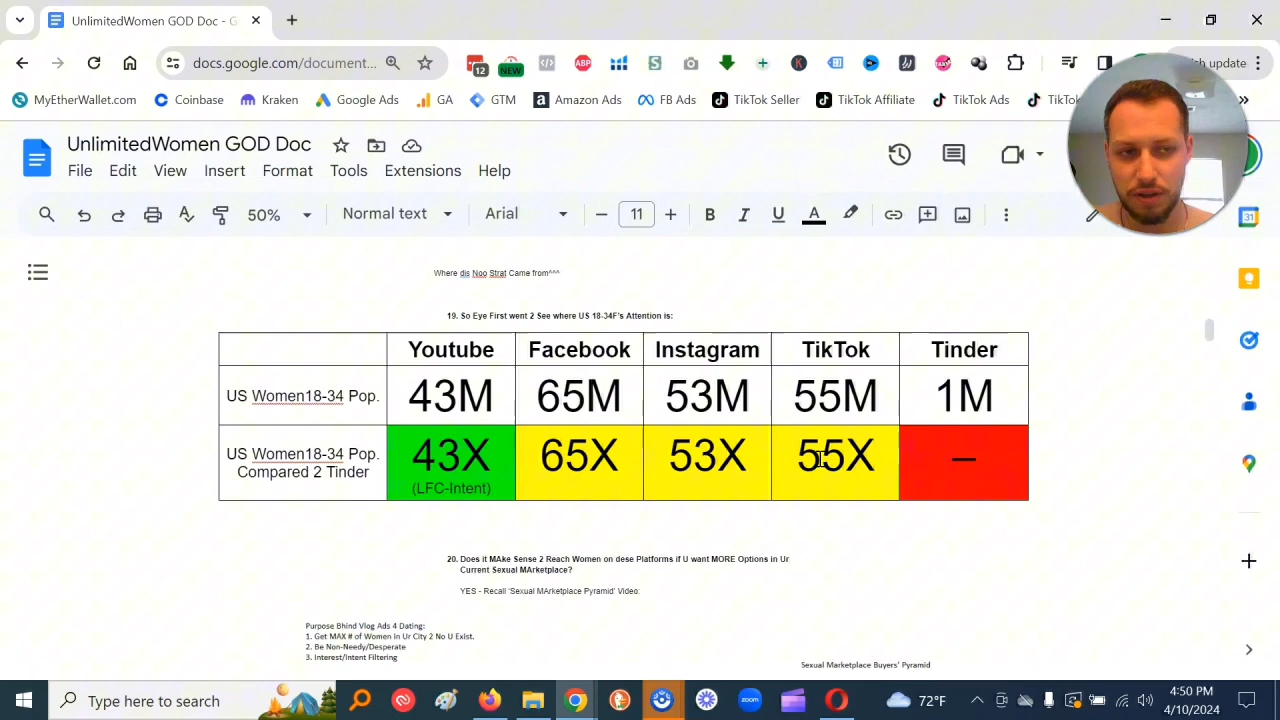 UnlimitedWomen GOD Doc - G
docs.google.com/document...
12
NEW
ABP
update
MyEtherWallet.com
Coinbase
Kraken
Google Ads
GA
GTM
Amazon Ads
FB Ads
TikTok Seller
TikTok Affiliate
TikTok Ads
TikTok
UnlimitedWomen GOD Doc
File Edit View Insert Format Tools Extensions Help
50% Normal text Arial 11 B I U A
31
Where dis Noo Strat Came from^^^
19. So Eye First went 2 See where US 18-34F's Attention is:
Youtube Facebook Instagram TikTok Tinder
US Women18-34 Pop. 43M 65M 53M 55M 1M
US Women18-34 Pop.
Compared 2 Tinder
43X 65X 53X 55X –
(LFC-Intent)
20. Does it MAke Sense 2 Reach Women on dese Platforms if U want MORE Options in Ur
Current Sexual MArketplace?
YES - Recall 'Sexual MArketplace Pyramid' Video:
Purpose Bhind Vlog Ads 4 Dating:
1. Get MAX # of Women in Ur City 2 No U Exist.
2. Be Non-Needy/Desperate
3. Interest/Intent Filtering
Sexual Marketplace Buyers' Pyramid
Type here to search
zoom
72°F
4:50 PM
4/10/2024